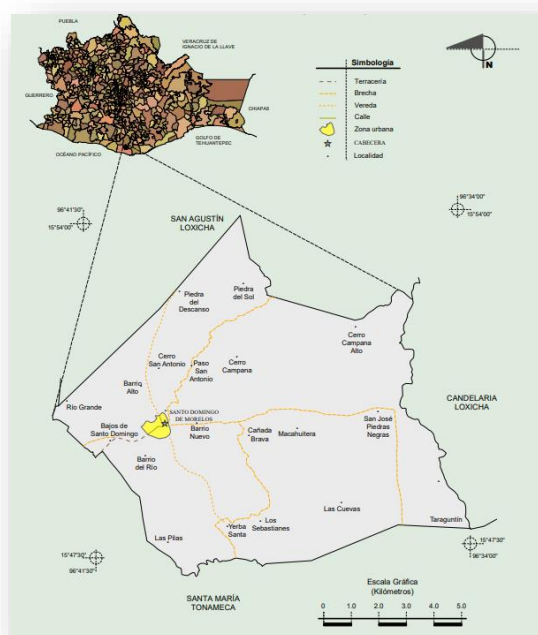 PUEBLA
VERACRUZ DE
IGNACIO DE LA LLAVE
GUERRERO
CHIAPAS
GOLFO DE
TEHUANTEPEC
OCÉANO PACÍFICO
N
Simbología
Terracería
Brecha
Vereda
Calle
Zona urbana
CABECERA
Localidad
96°41'30"
15°54'00"
96°34'00"
15°54'00"
SAN AGUSTÍN
LOXICHA
Piedra
del
Descanso
Piedra
del Sol
Cerro
Campana
Alto
Cerro
San Antonio
Paso
San
Antonio
Cerro
Campana
Barrio
Alto
CANDELARIA
LOXICHA
Río Grande
SANTO DOMINGO
DE MORELOS
San José
Piedras
Negras
Bajos de
Santo Domingo
Barrio
Nuevo
Cañada
Brava
Macahuitera
Barrio
del Río
Las Cuevas
Taraguntín
Las Pilas
Yerba
Santa
Los
Sebastianes
15°47'30"
96°41'30"
15°47'30"
96°34'00"
SANTA MARÍA
TONAMECA
Escala Gráfica
(Kilómetros)
0 1.0 2.0 3.0 4.0 5.0